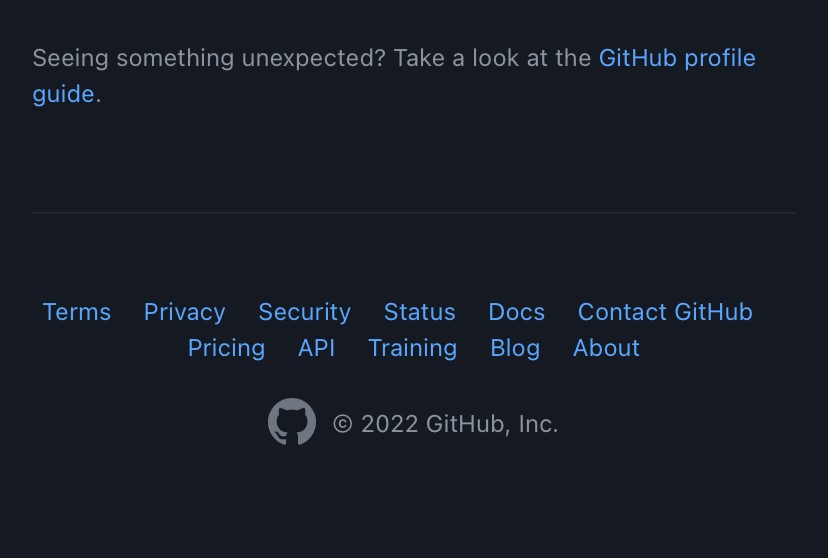 Seeing something unexpected? Take a look at the GitHub profile
guide.
Terms Privacy Security Status Docs Contact GitHub
Pricing API Training Blog About
© 2022 GitHub, Inc.